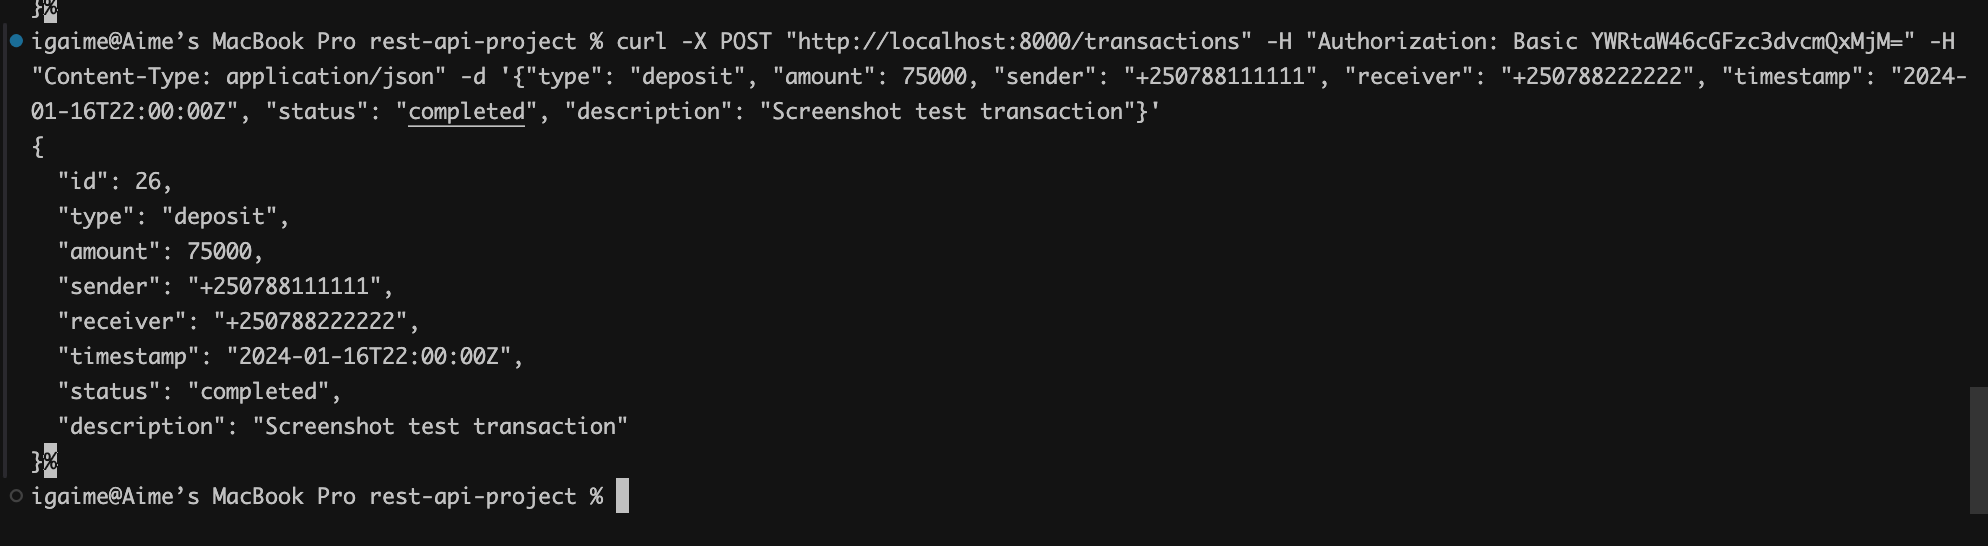 }%
igaime@Aime’s MacBook Pro rest-api-project % curl -X POST "http://localhost:8000/transactions" -H "Authorization: Basic YWRtaW46cGFzc3dvcmQxMjM=" -H
"Content-Type: application/json" -d '{"type": "deposit", "amount": 75000, "sender": "+250788111111", "receiver": "+250788222222", "timestamp": "2024-
01-16T22:00:00Z", "status": "completed", "description": "Screenshot test transaction"}'
{
  "id": 26,
  "type": "deposit",
  "amount": 75000,
  "sender": "+250788111111",
  "receiver": "+250788222222",
  "timestamp": "2024-01-16T22:00:00Z",
  "status": "completed",
  "description": "Screenshot test transaction"
}%
igaime@Aime’s MacBook Pro rest-api-project %